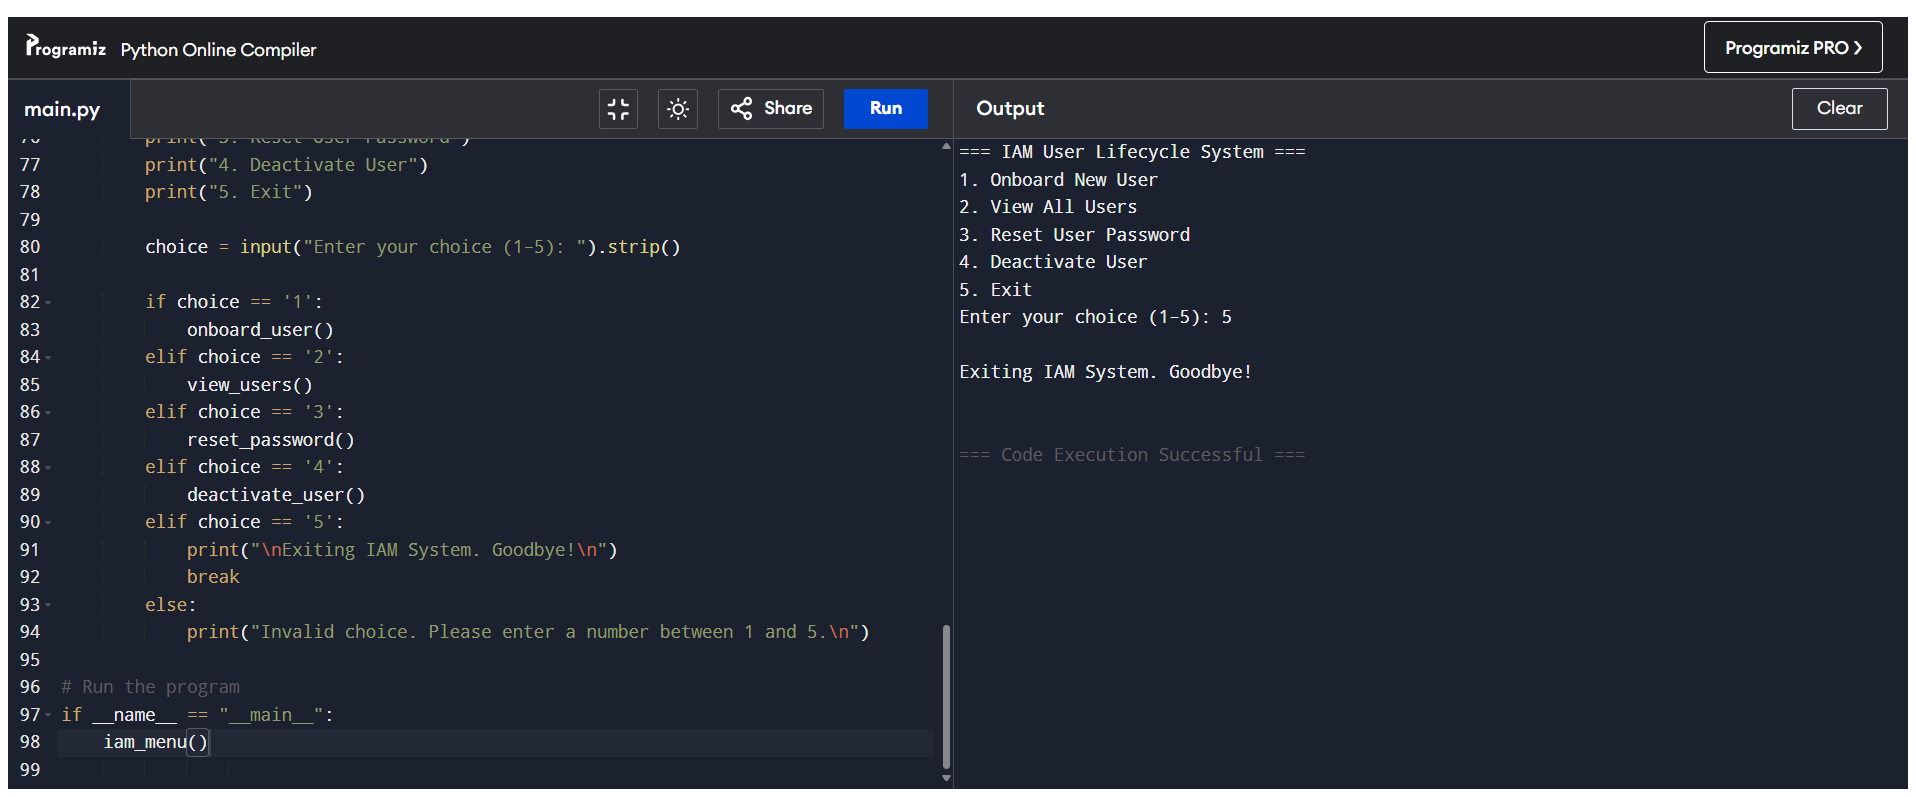 Programiz Python Online Compiler
Programiz PRO >
main.py
Share
Run
Output
Clear
76 print("3. Reset User Password")
77 print("4. Deactivate User")
78 print("5. Exit")
79
80 choice = input("Enter your choice (1-5): ").strip()
81
82 if choice == '1':
83 onboard_user()
84 elif choice == '2':
85 view_users()
86 elif choice == '3':
87 reset_password()
88 elif choice == '4':
89 deactivate_user()
90 elif choice == '5':
91 print("\nExiting IAM System. Goodbye!\n")
92 break
93 else:
94 print("Invalid choice. Please enter a number between 1 and 5.\n")
95
96 # Run the program
97 if __name__ == "__main__":
98 iam_menu()
99
=== IAM User Lifecycle System ===
1. Onboard New User
2. View All Users
3. Reset User Password
4. Deactivate User
5. Exit
Enter your choice (1-5): 5
Exiting IAM System. Goodbye!
=== Code Execution Successful ===